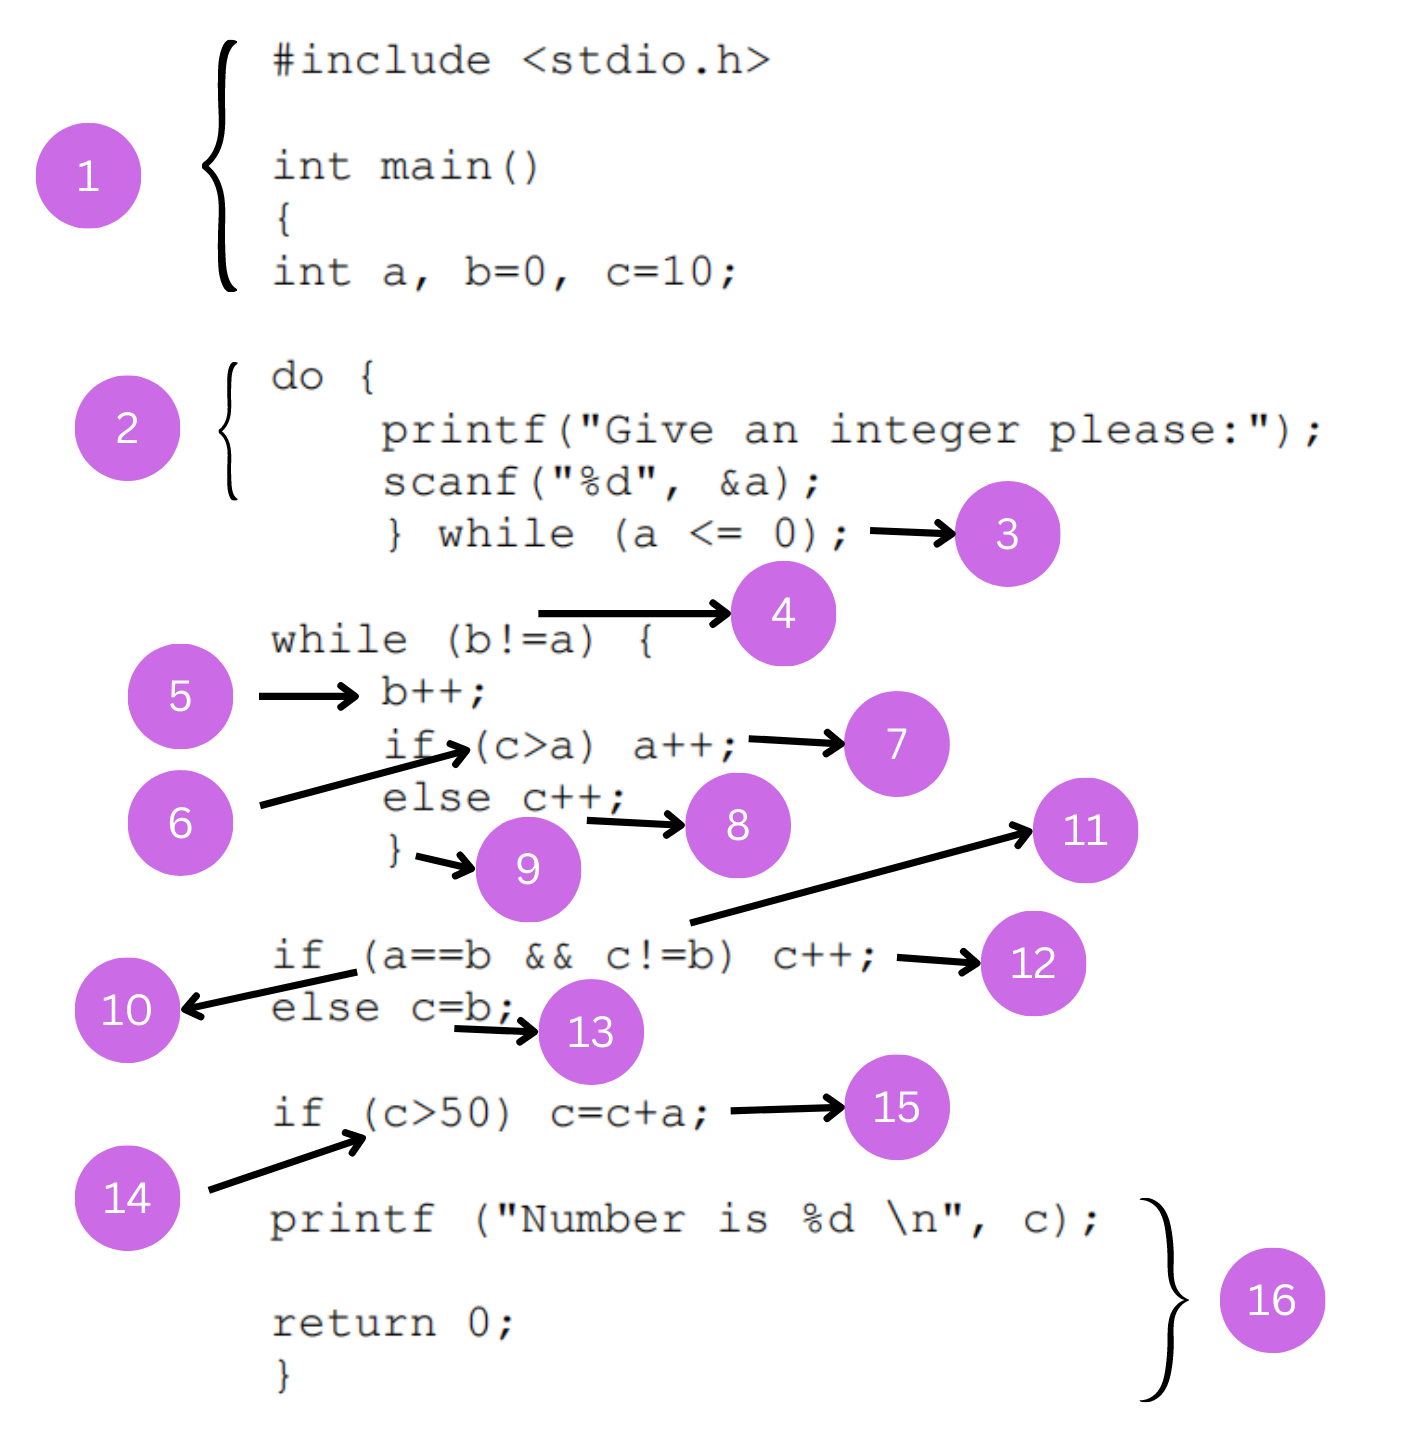 #include <stdio.h>
1
int main()
{
int a, b=0, c=10;
do {
2
printf("Give an integer please:");
scanf("%d", &a);
} while (a <= 0);
3
4
while (b!=a) {
5
b++;
if (c>a) a++;
7
6
else c++;
8
11
}
9
if (a==b && c!=b) c++;
12
10
else c=b;
13
if (c>50) c=c+a;
15
14
printf ("Number is %d \n", c);
16
return 0;
}